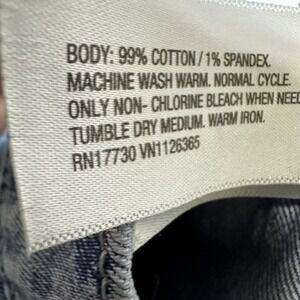 BODY: 99% COTTON / 1% SPANDEX.
MACHINE WASH WARM. NORMAL CYCLE.
ONLY NON- CHLORINE BLEACH WHEN
TUMBLE DRY MEDIUM. WARM IRON.
RN17730 VN1126365